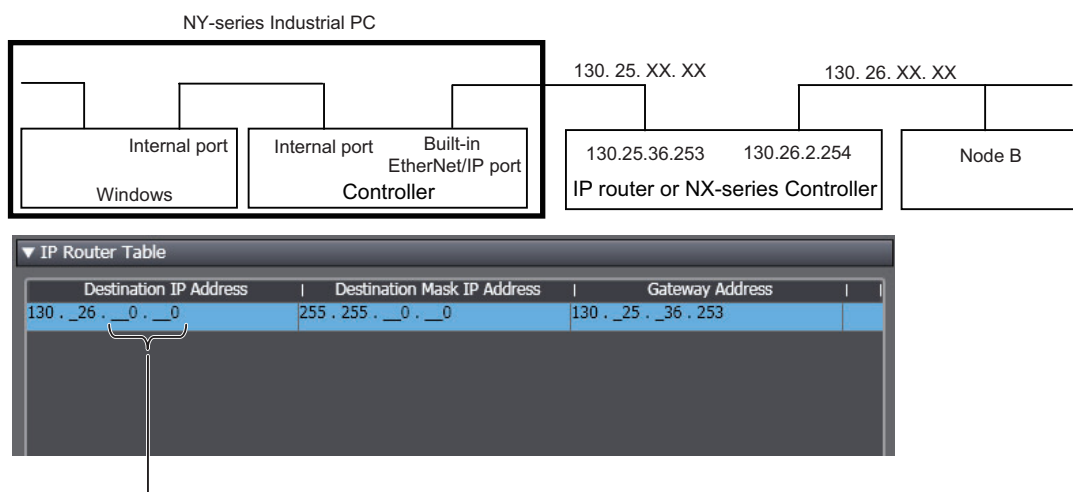 NY-series Industrial PC
130. 25. XX. XX
130. 26. XX. XX
Internal port
Windows
Internal port
Built-in
EtherNet/IP port
Controller
130.25.36.253
130.26.2.254
IP router or NX-series Controller
Node B
▼ IP Router Table
Destination IP Address | Destination Mask IP Address | Gateway Address | |
130 . _26 . __0 . __0 255 . 255 . __0 . __0 130 . _25 . _36 . 253